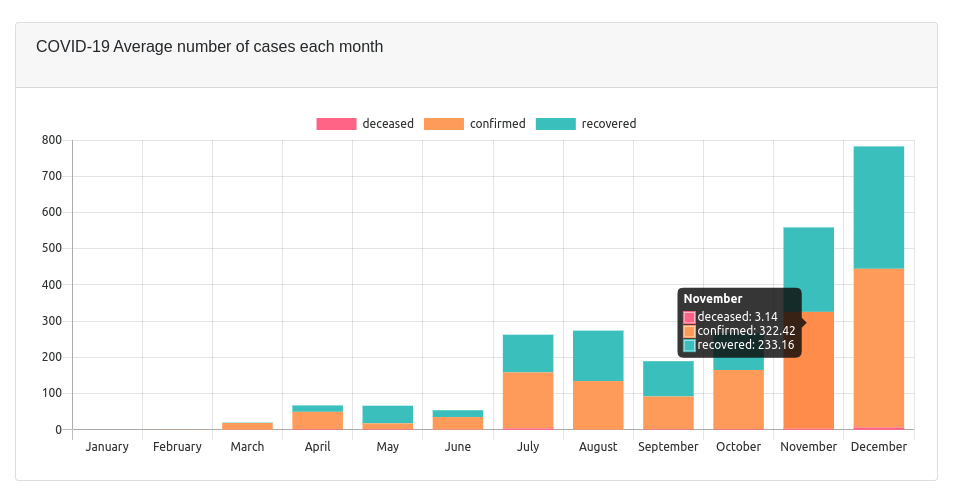 COVID-19 Average number of cases each month
deceased confirmed recovered
800
700
600
500
400
300
200
100
0
November
deceased: 3.14
confirmed: 322.42
recovered: 233.16
January February March April May June July August September October November December